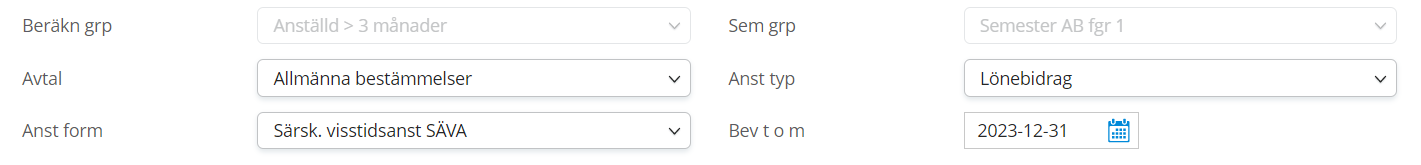 Beräkn grp Anställd > 3 månader Sem grp Semester AB fgr 1
Avtal Allmänna bestämmelser Anst typ Lönebidrag
Anst form Särsk. visstidsanst SÄVA Bev t o m 2023-12-31